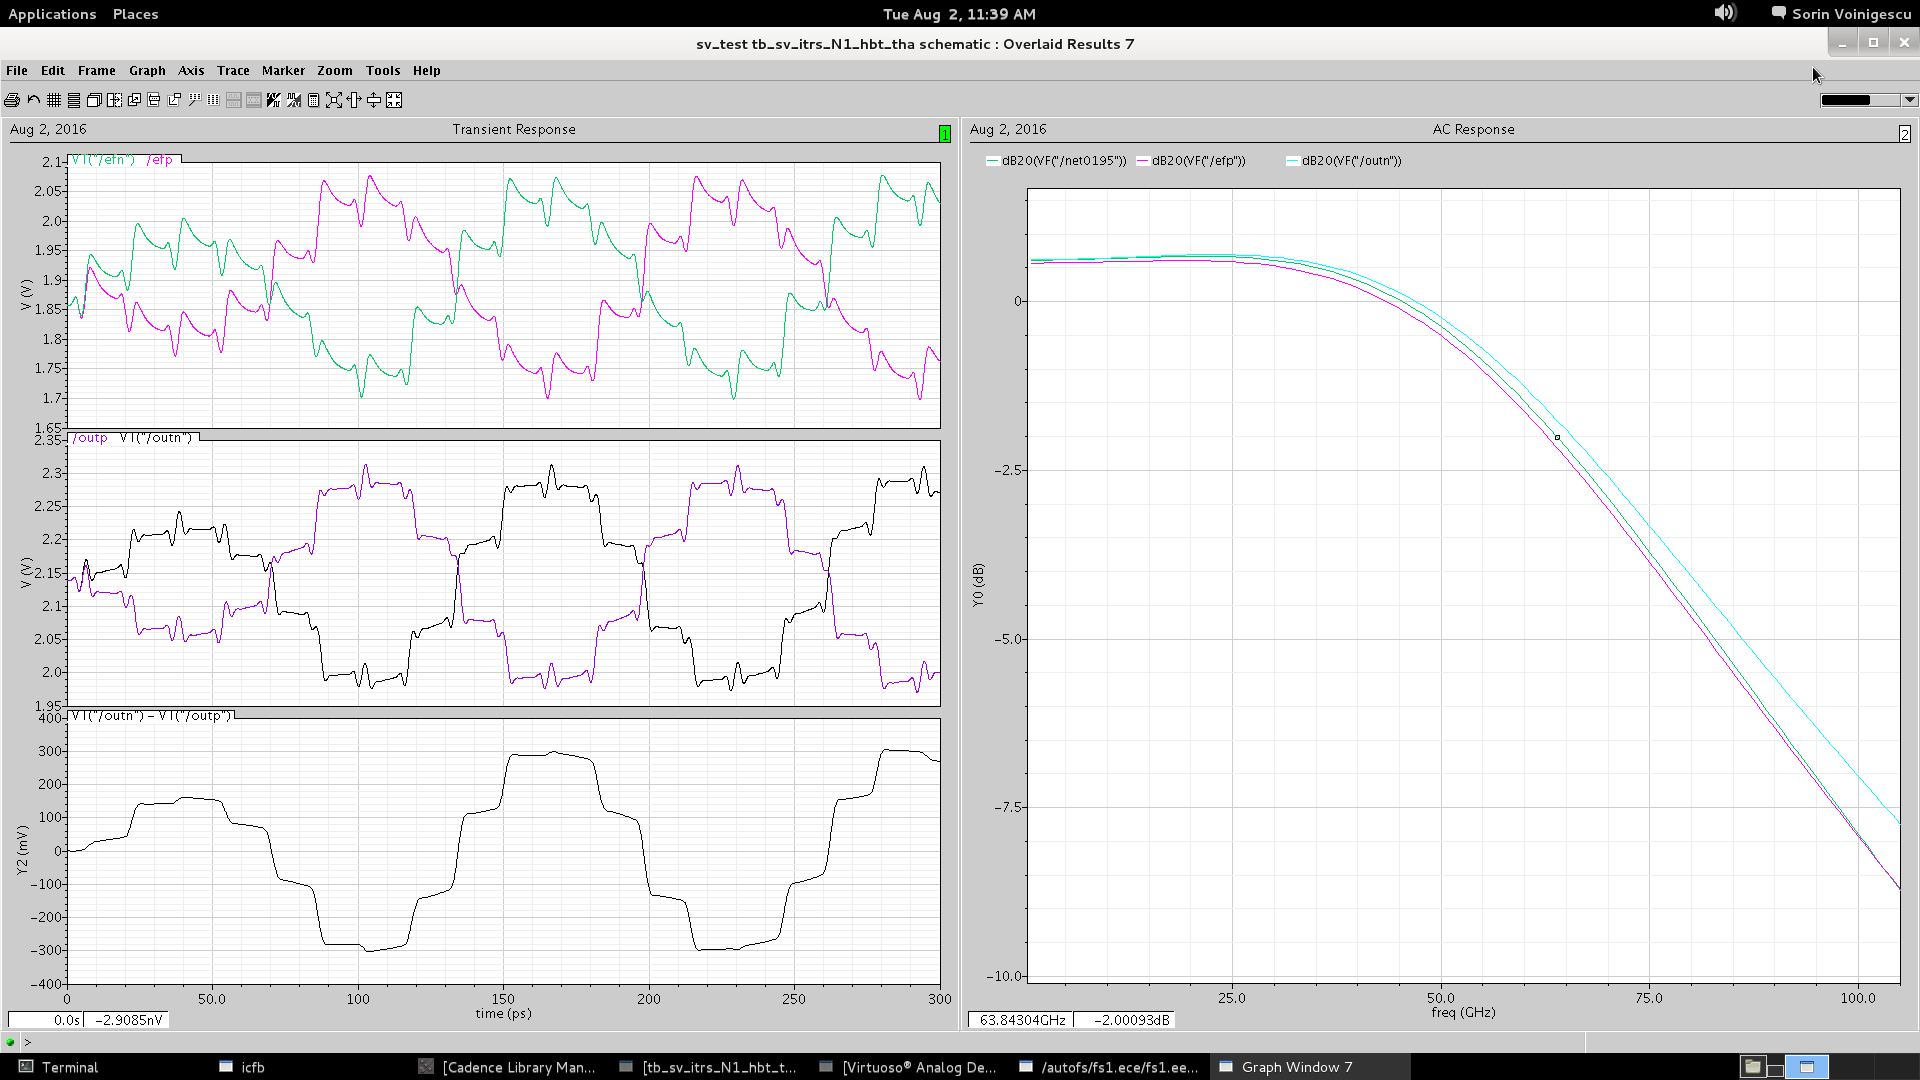 Applications Places Tue Aug 2, 11:39 AM Sorin Voinigescu
sv_test tb_sv_itrs_N1_hbt_tha schematic : Overlaid Results 7
File Edit Frame Graph Axis Trace Marker Zoom Tools Help
Aug 2, 2016 Transient Response 1
VT("/efn") /efp
2.1
2.05
2.0
1.95
1.9
1.85
1.8
1.75
1.7
1.65
V (V)
/outp VT("/outn")
2.35
2.3
2.25
2.2
2.15
2.1
2.05
2.0
1.95
V (V)
VT("/outn") - VT("/outp")
400
300
200
100
0
-100
-200
-300
-400
Y2 (mV)
0 50.0 100 150 200 250 300
time (ps)
0.0s -2.9085nV
Aug 2, 2016 AC Response 2
dB20(VF("/net0195")) dB20(VF("/efp")) dB20(VF("/outn"))
0
-2.5
-5.0
-7.5
-10.0
Y0 (dB)
25.0 50.0 75.0 100.0
freq (GHz)
63.84304GHz -2.00093dB
>
Terminal icfb [Cadence Library Man... [tb_sv_itrs_N1_hbt_t... [Virtuoso® Analog De... /autofs/fs1.ece/fs1.ee... Graph Window 7